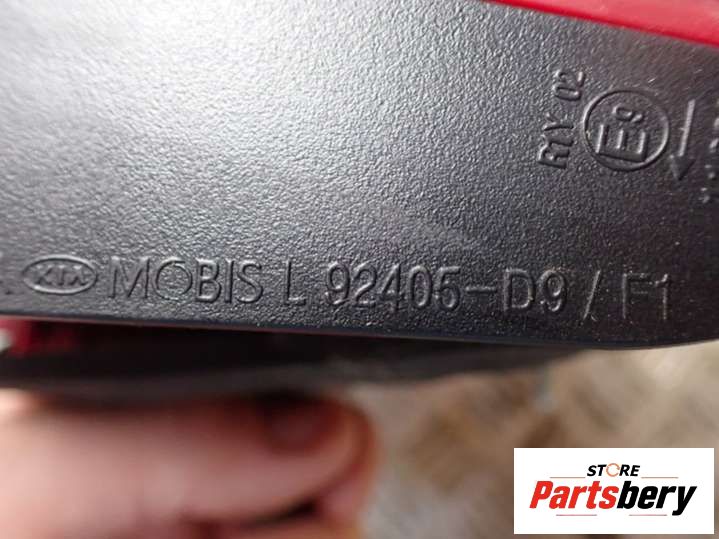 R1Y 02
E9
KIA MOBIS L 92405-D9 / F1
STORE
Partsbery